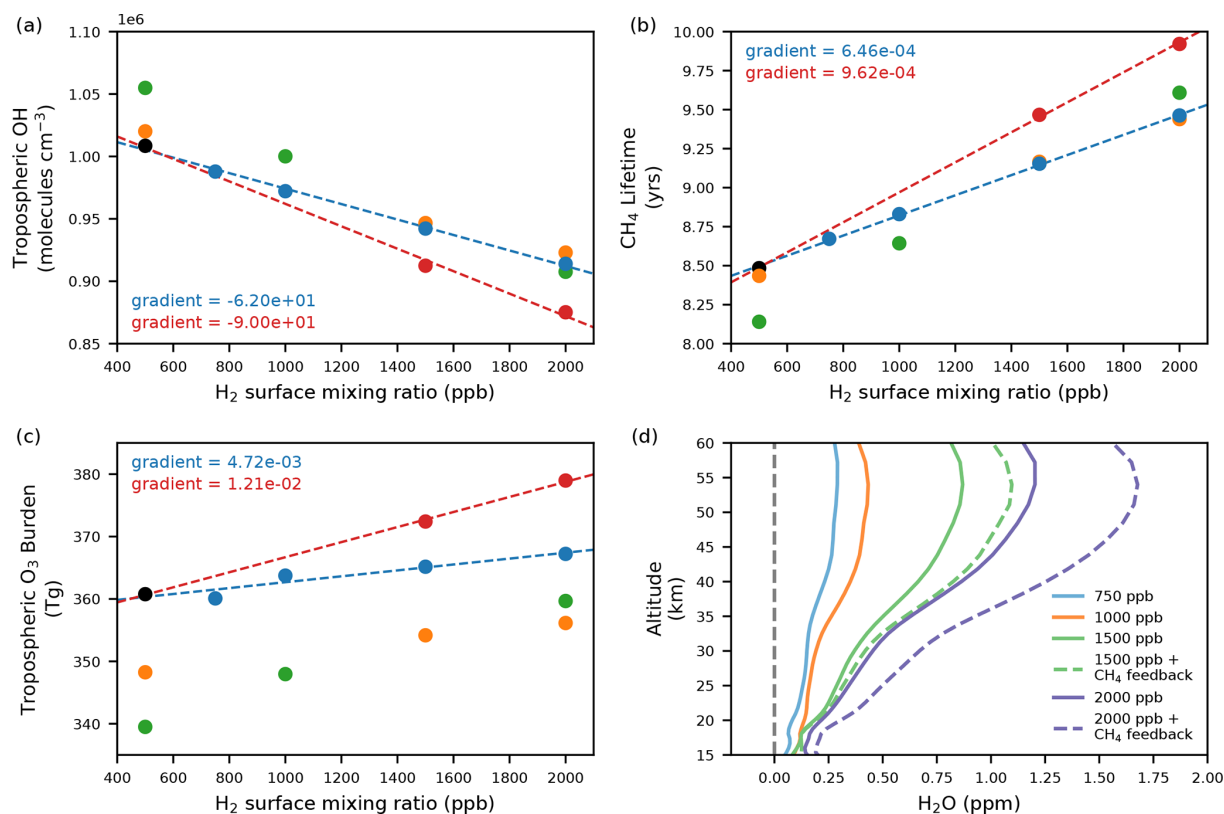 (a)
1e6
1.10
1.05
1.00
0.95
0.90
0.85
Tropospheric OH
(molecules cm⁻³)
gradient = -6.20e+01
gradient = -9.00e+01
400 600 800 1000 1200 1400 1600 1800 2000
H₂ surface mixing ratio (ppb)
(b)
10.00
9.75
9.50
9.25
9.00
8.75
8.50
8.25
8.00
CH₄ Lifetime
(yrs)
gradient = 6.46e-04
gradient = 9.62e-04
400 600 800 1000 1200 1400 1600 1800 2000
H₂ surface mixing ratio (ppb)
(c)
380
370
360
350
340
Tropospheric O₃ Burden
(Tg)
gradient = 4.72e-03
gradient = 1.21e-02
400 600 800 1000 1200 1400 1600 1800 2000
H₂ surface mixing ratio (ppb)
(d)
60
55
50
45
40
35
30
25
20
15
Altitude
(km)
750 ppb
1000 ppb
1500 ppb
1500 ppb +
CH₄ feedback
2000 ppb
2000 ppb +
CH₄ feedback
0.00 0.25 0.50 0.75 1.00 1.25 1.50 1.75 2.00
H₂O (ppm)